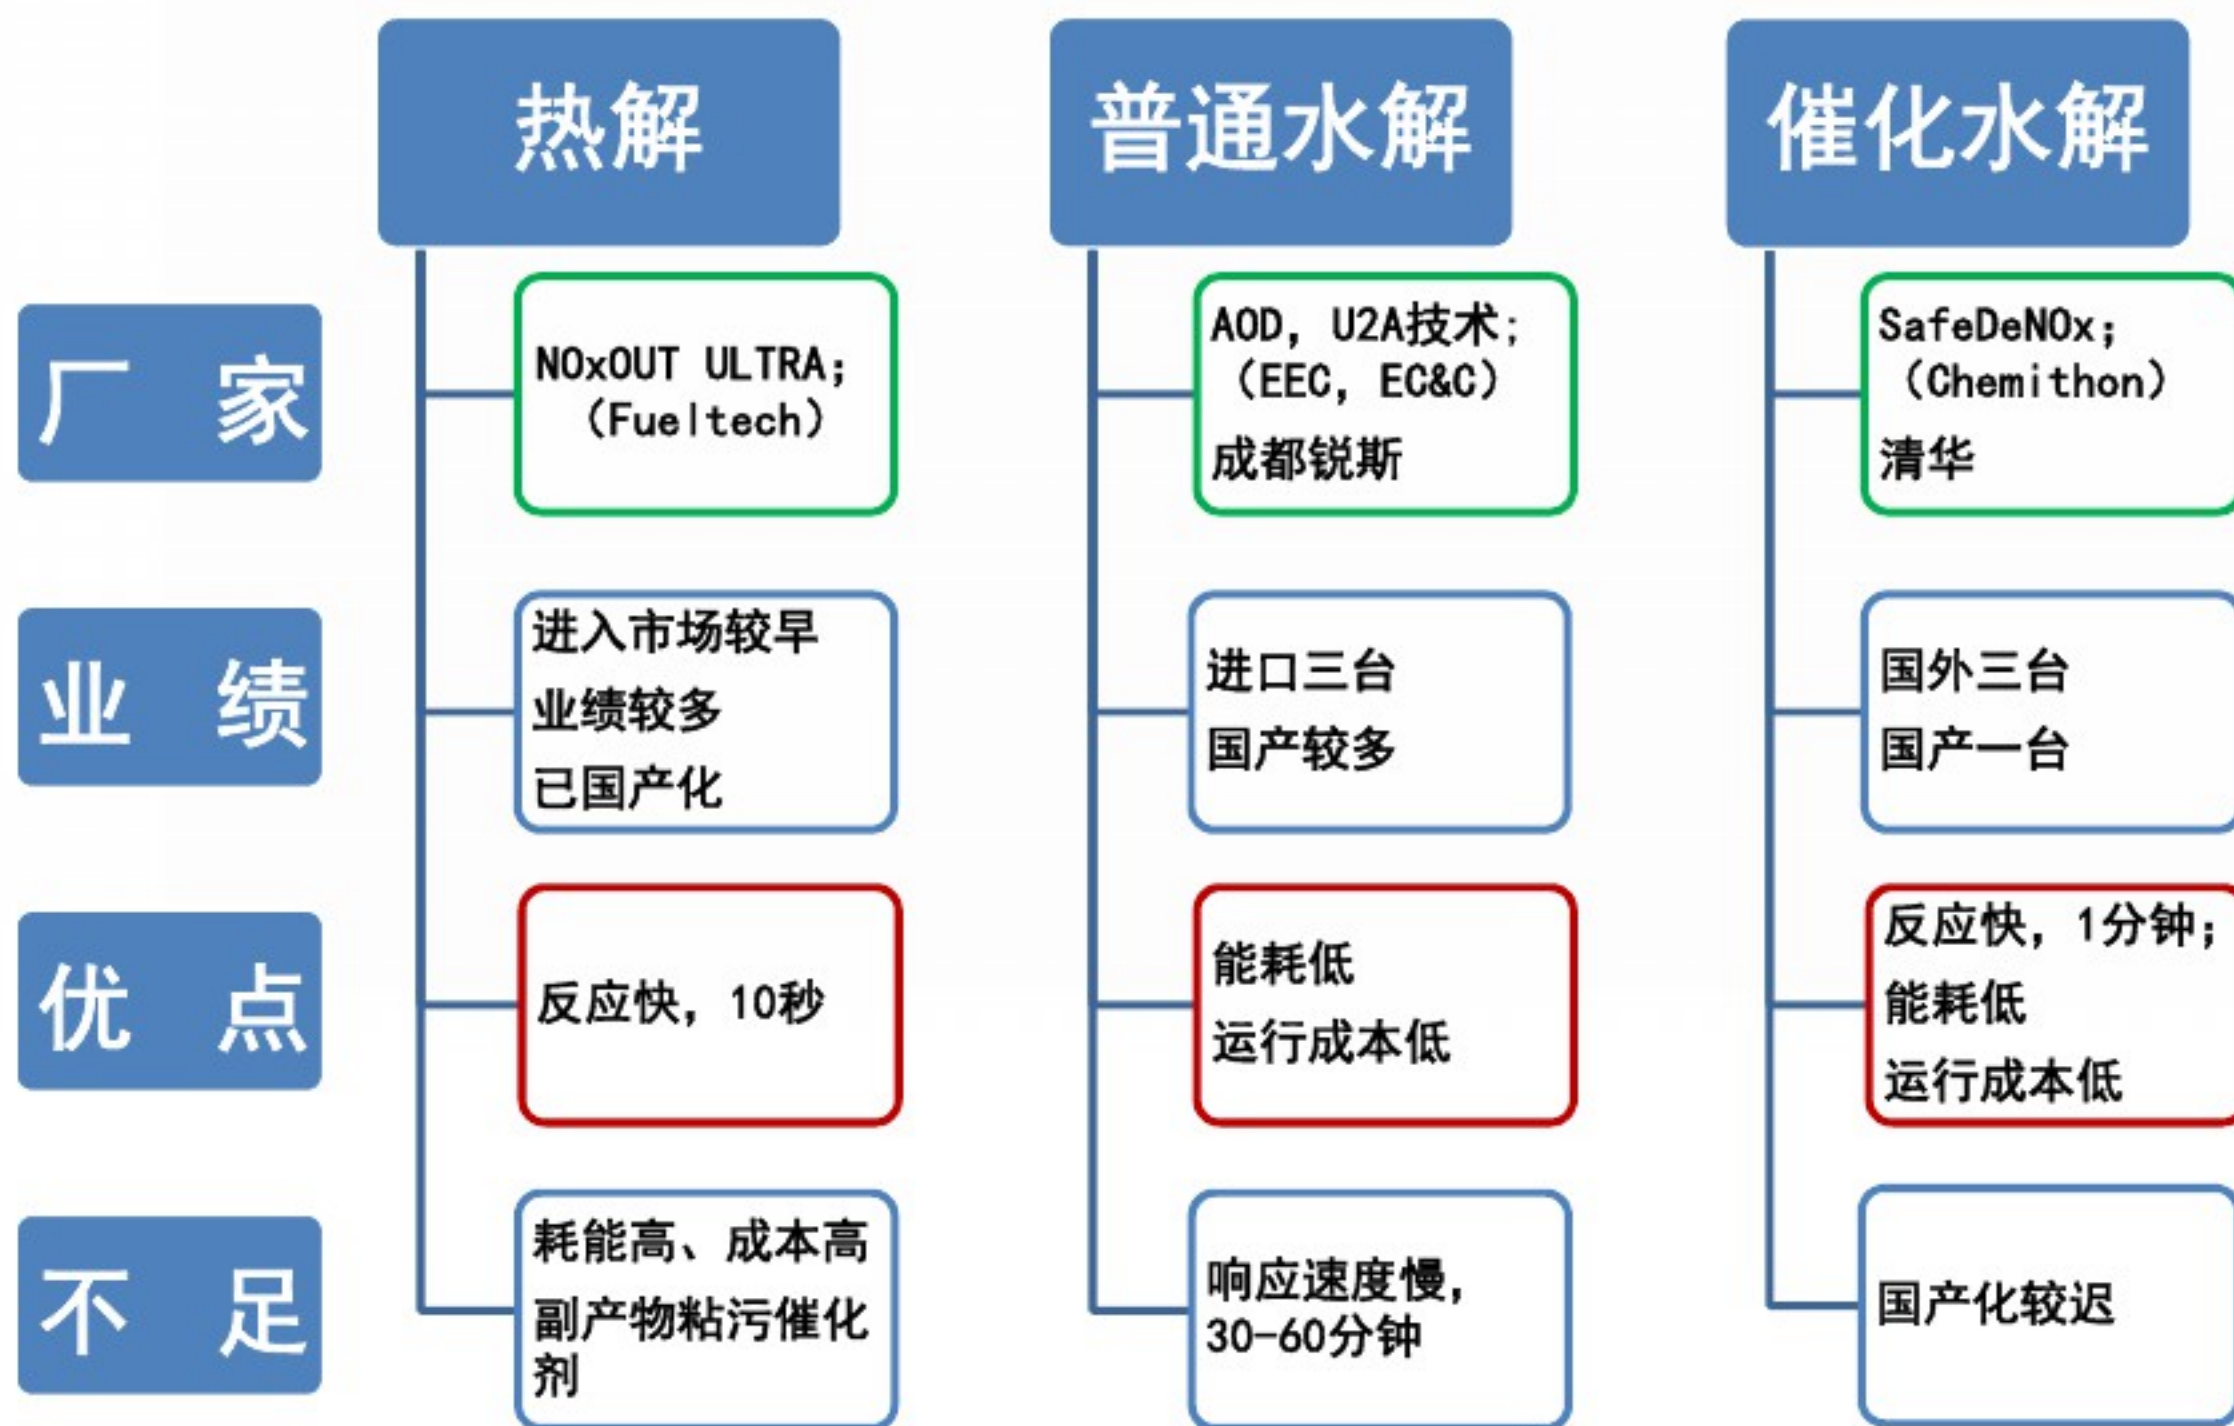 热解
普通水解
催化水解
厂 家
NOxOUT ULTRA；
（Fueltech）
AOD，U2A技术；
（EEC，EC&C）
成都锐斯
SafeDeNOx；
（Chemithon）
清华
业 绩
进入市场较早
业绩较多
已国产化
进口三台
国产较多
国外三台
国产一台
优 点
反应快，10秒
能耗低
运行成本低
反应快，1分钟；
能耗低
运行成本低
不 足
耗能高、成本高
副产物粘污催化
剂
响应速度慢，
30-60分钟
国产化较迟